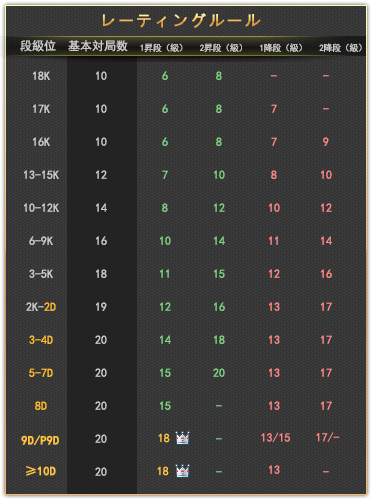 レーティングルール
段級位 基本対局数 1昇段（級） 2昇段（級） 1降段（級） 2降段（級）
18K 10 6 8 － －
17K 10 6 8 7 －
16K 10 6 8 7 9
13-15K 12 7 10 8 10
10-12K 14 8 12 10 12
6-9K 16 10 14 11 14
3-5K 18 11 15 12 16
2K-2D 19 12 16 13 17
3-4D 20 14 18 13 17
5-7D 20 15 20 13 17
8D 20 15 － 13 17
9D/P9D 20 18 － 13/15 17/-
≥10D 20 18 － 13 －